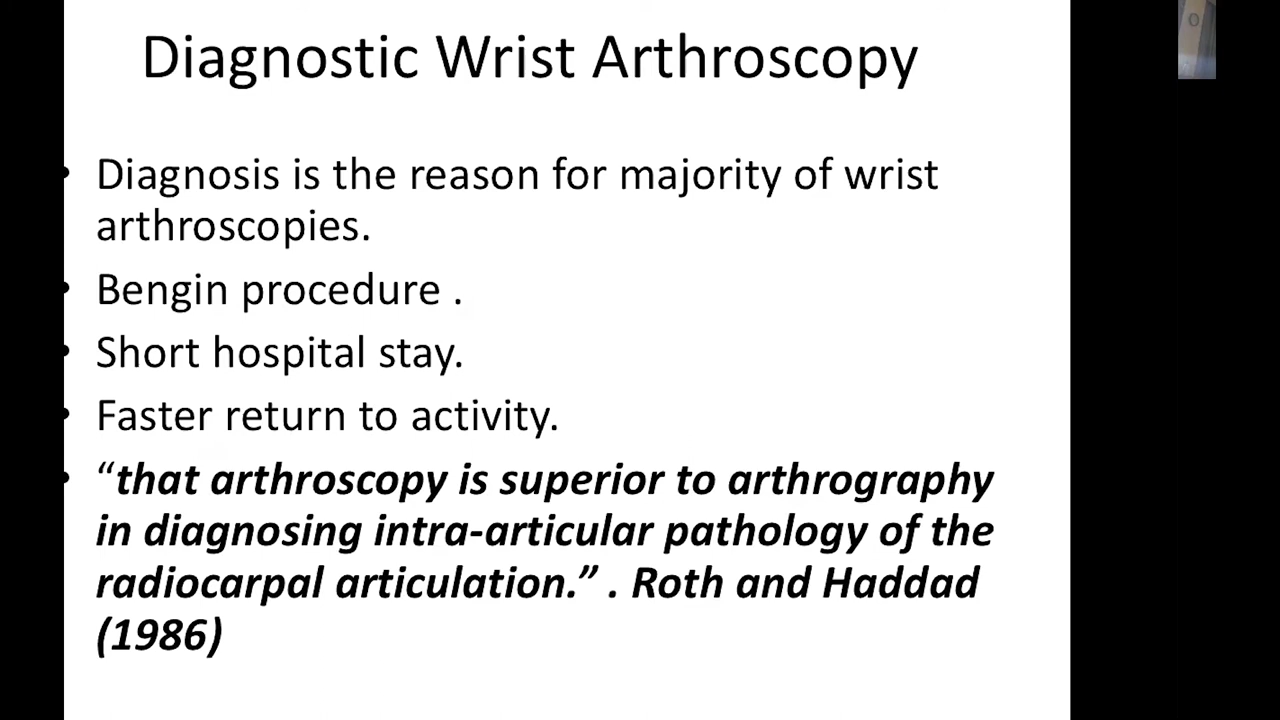 Diagnostic Wrist Arthroscopy
• Diagnosis is the reason for majority of wrist
arthroscopies.
• Bengin procedure .
• Short hospital stay.
• Faster return to activity.
• “that arthroscopy is superior to arthrography
in diagnosing intra-articular pathology of the
radiocarpal articulation.” . Roth and Haddad
(1986)